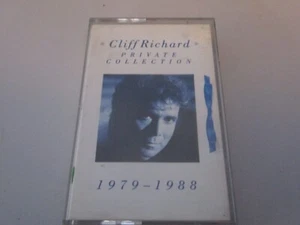 Cliff Richard
PRIVATE
COLLECTION
1979-1988